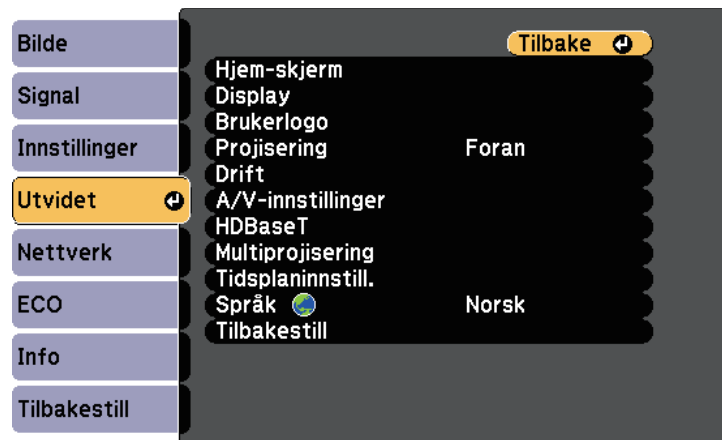 Bilde
Signal
Innstillinger
Utvidet
Nettverk
ECO
Info
Tilbakestill
Tilbake
Hjem-skjerm
Display
Brukerlogo
Projisering Foran
Drift
A/V-innstillinger
HDBaseT
Multiprojisering
Tidsplaninnstill.
Språk Norsk
Tilbakestill